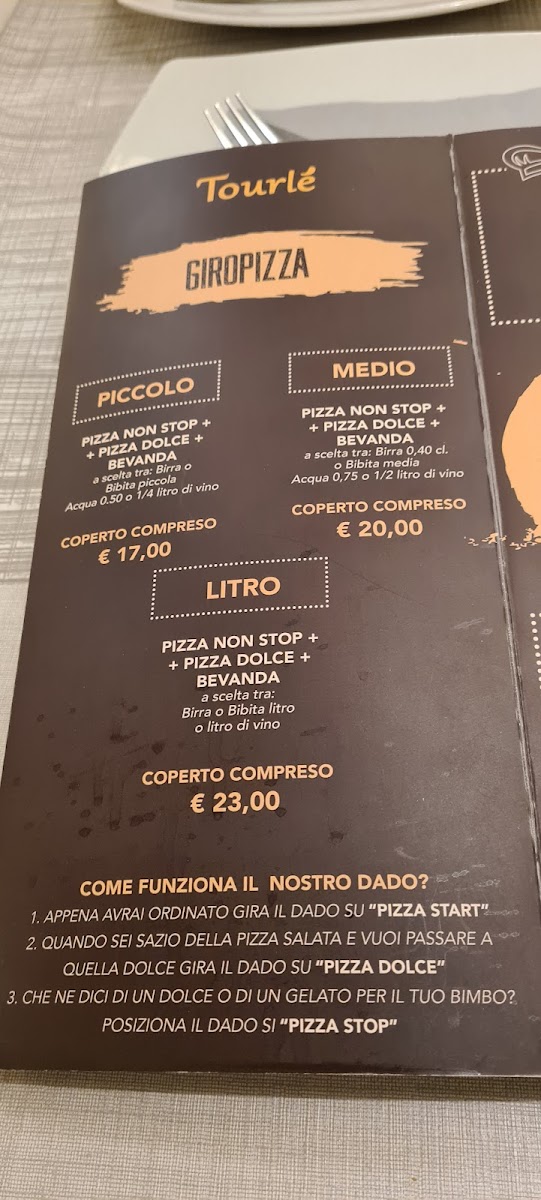 Tourlé
GIROPIZZA
PICCOLO
PIZZA NON STOP +
+ PIZZA DOLCE +
BEVANDA
a scelta tra: Birra o
Bibita piccola
Acqua 0.50 o 1/4 litro di vino
COPERTO COMPRESO
€ 17,00
MEDIO
PIZZA NON STOP +
+ PIZZA DOLCE +
BEVANDA
a scelta tra: Birra 0,40 cl.
o Bibita media
Acqua 0,75 o 1/2 litro di vino
COPERTO COMPRESO
€ 20,00
LITRO
PIZZA NON STOP +
+ PIZZA DOLCE +
BEVANDA
a scelta tra:
Birra o Bibita litro
o litro di vino
COPERTO COMPRESO
€ 23,00
COME FUNZIONA IL NOSTRO DADO?
1. APPENA AVRAI ORDINATO GIRA IL DADO SU "PIZZA START"
2. QUANDO SEI SAZIO DELLA PIZZA SALATA E VUOI PASSARE A
QUELLA DOLCE GIRA IL DADO SU "PIZZA DOLCE"
3. CHE NE DICI DI UN DOLCE O DI UN GELATO PER IL TUO BIMBO?
POSIZIONA IL DADO SI "PIZZA STOP"